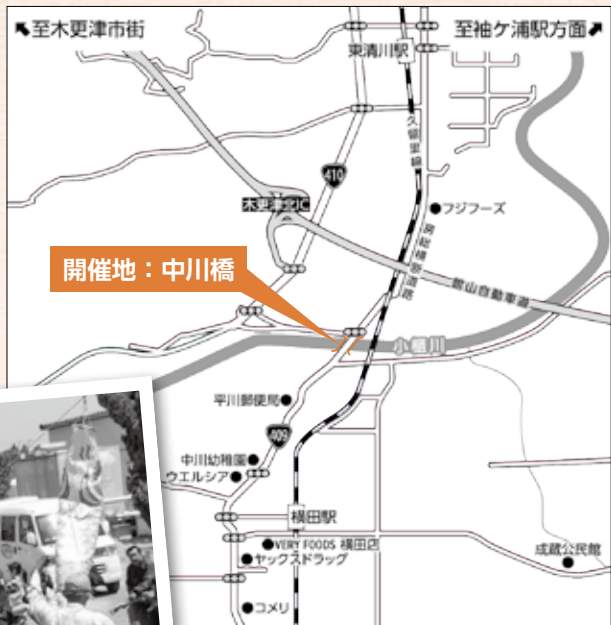 至木更津市街
至袖ケ浦駅方面
東清川駅
久留里線
410
木更津北IC
フジフーズ
房総横断道路
開催地：中川橋
館山自動車道
小櫃川
平川郵便局
409
中川幼稚園
ウエルシア
横田駅
VERY FOODS 横田店
ヤックスドラッグ
成蔵公民館
コメリ